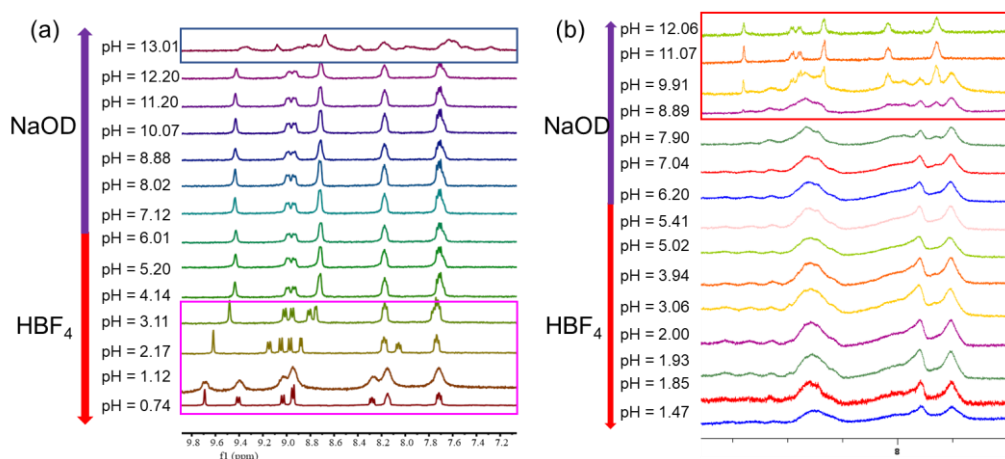 (a)
pH = 13.01
pH = 12.20
pH = 11.20
pH = 10.07
pH = 8.88
pH = 8.02
pH = 7.12
pH = 6.01
pH = 5.20
pH = 4.14
pH = 3.11
pH = 2.17
pH = 1.12
pH = 0.74
NaOD
HBF4
9.8 9.6 9.4 9.2 9.0 8.8 8.6 8.4 8.2 8.0 7.8 7.6 7.4 7.2
f1 (ppm)
(b)
pH = 12.06
pH = 11.07
pH = 9.91
pH = 8.89
pH = 7.90
pH = 7.04
pH = 6.20
pH = 5.41
pH = 5.02
pH = 3.94
pH = 3.06
pH = 2.00
pH = 1.93
pH = 1.85
pH = 1.47
NaOD
HBF4
8